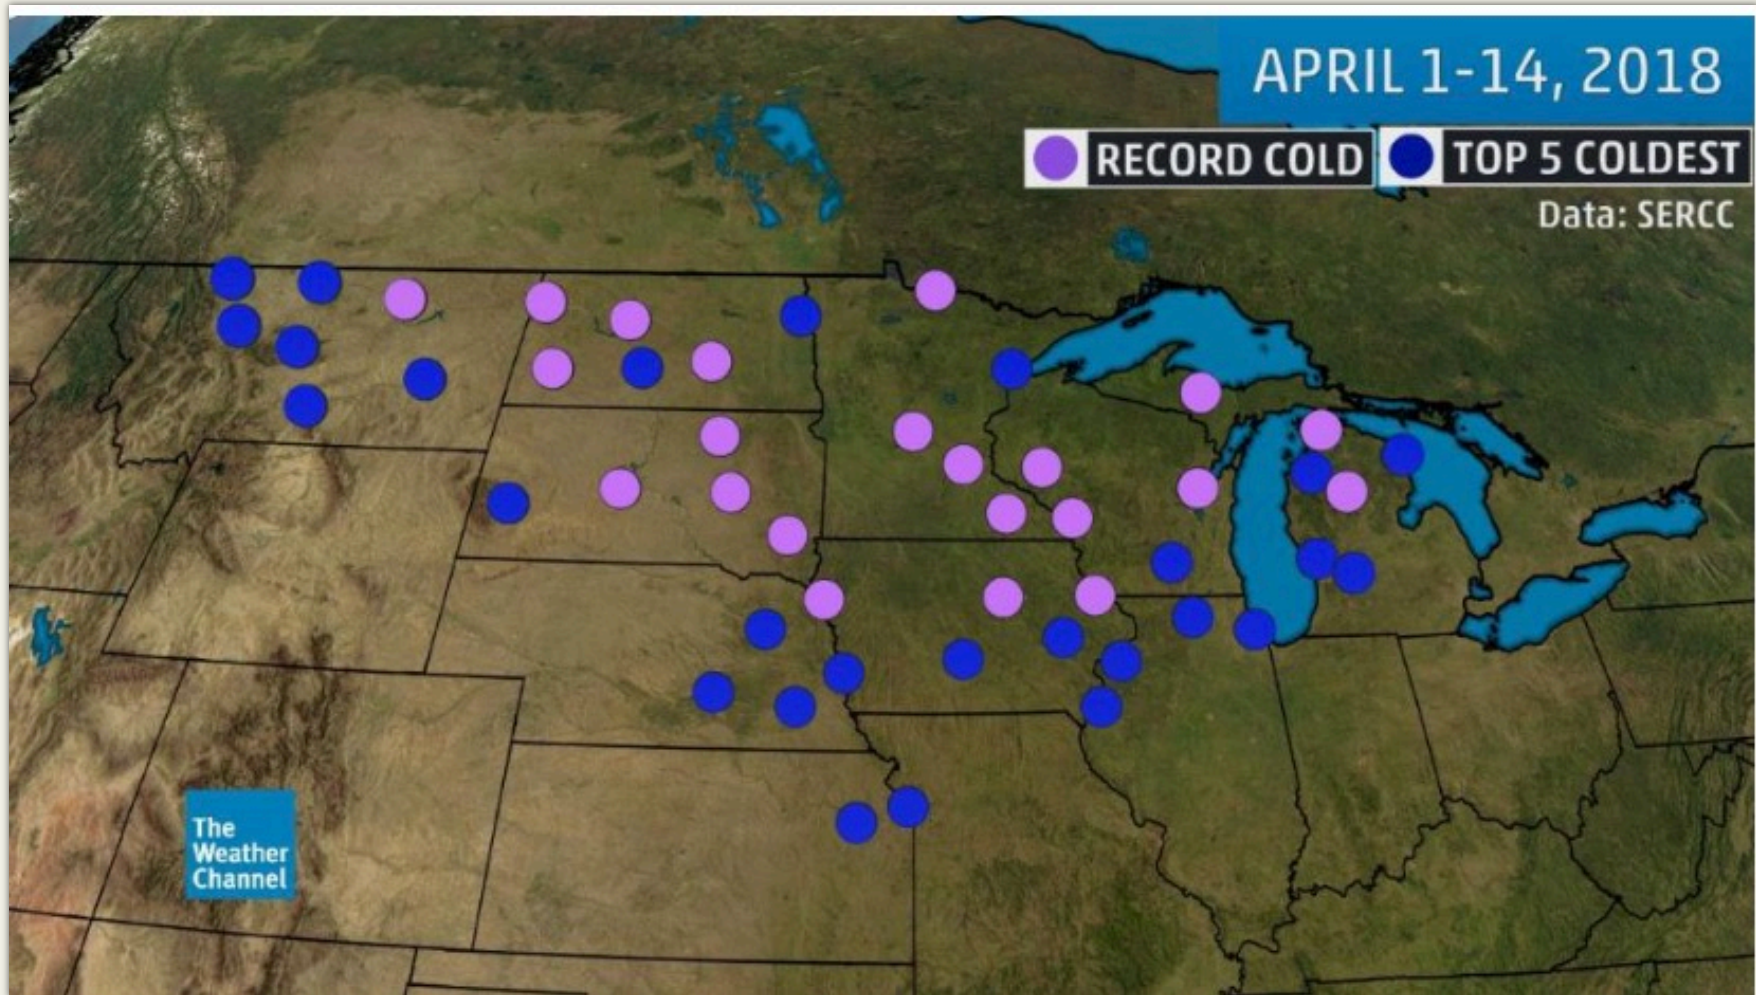 APRIL 1-14, 2018
RECORD COLD TOP 5 COLDEST
Data: SERCC
The
Weather
Channel